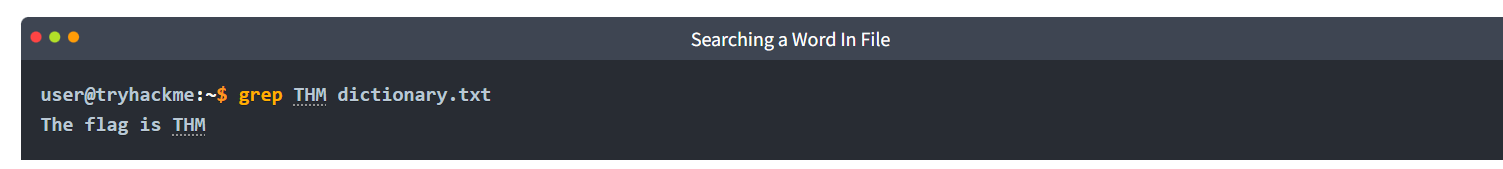 Searching a Word In File
user@tryhackme:~$ grep THM dictionary.txt
The flag is THM